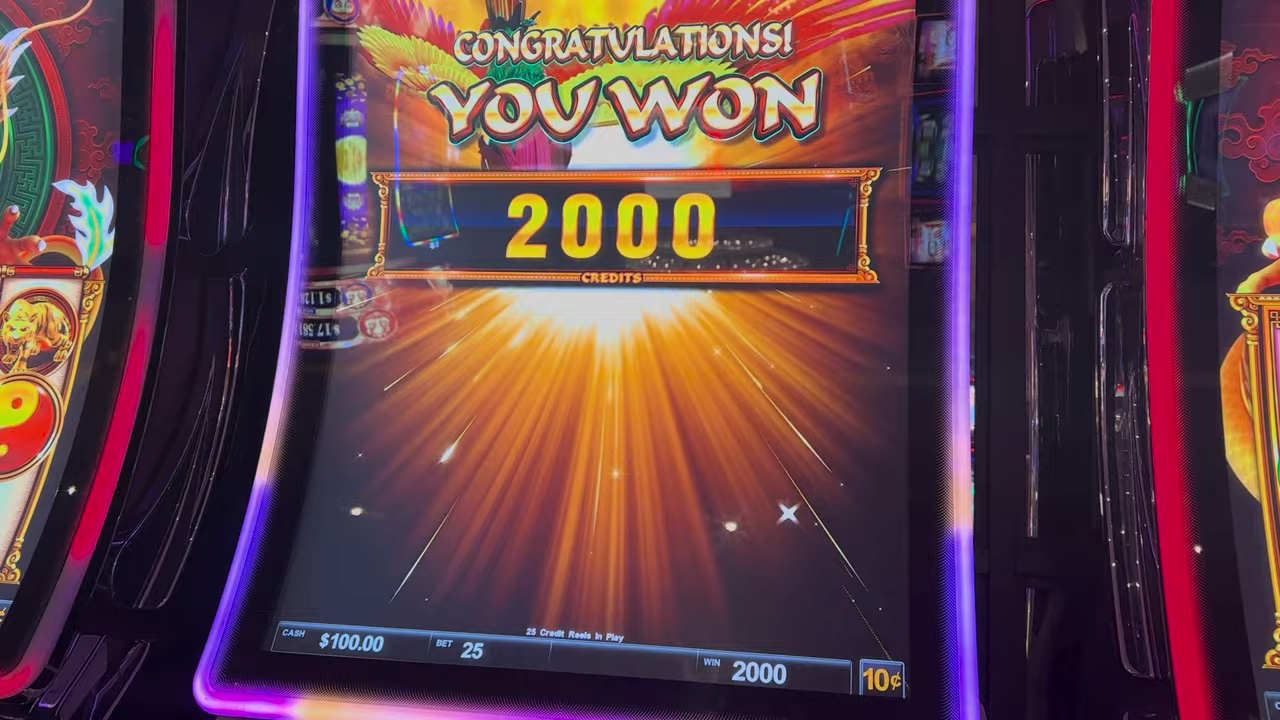 CONGRATULATIONS!
YOU WON
2000
CREDITS
25 Credit Reels In Play
CASH $100.00 BET 25 WIN 2000 10¢